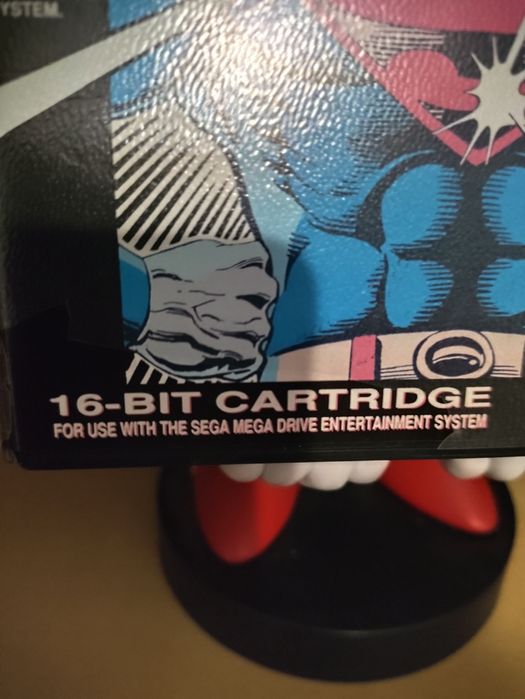 YSTEM.
16-BIT CARTRIDGE
FOR USE WITH THE SEGA MEGA DRIVE ENTERTAINMENT SYSTEM